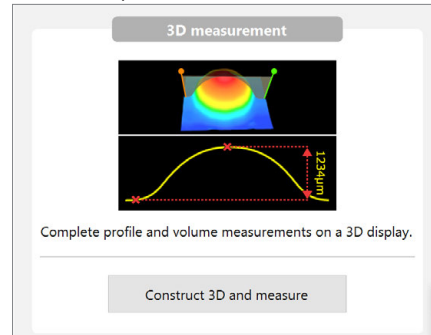 3D measurement
1234µm
Complete profile and volume measurements on a 3D display.
Construct 3D and measure